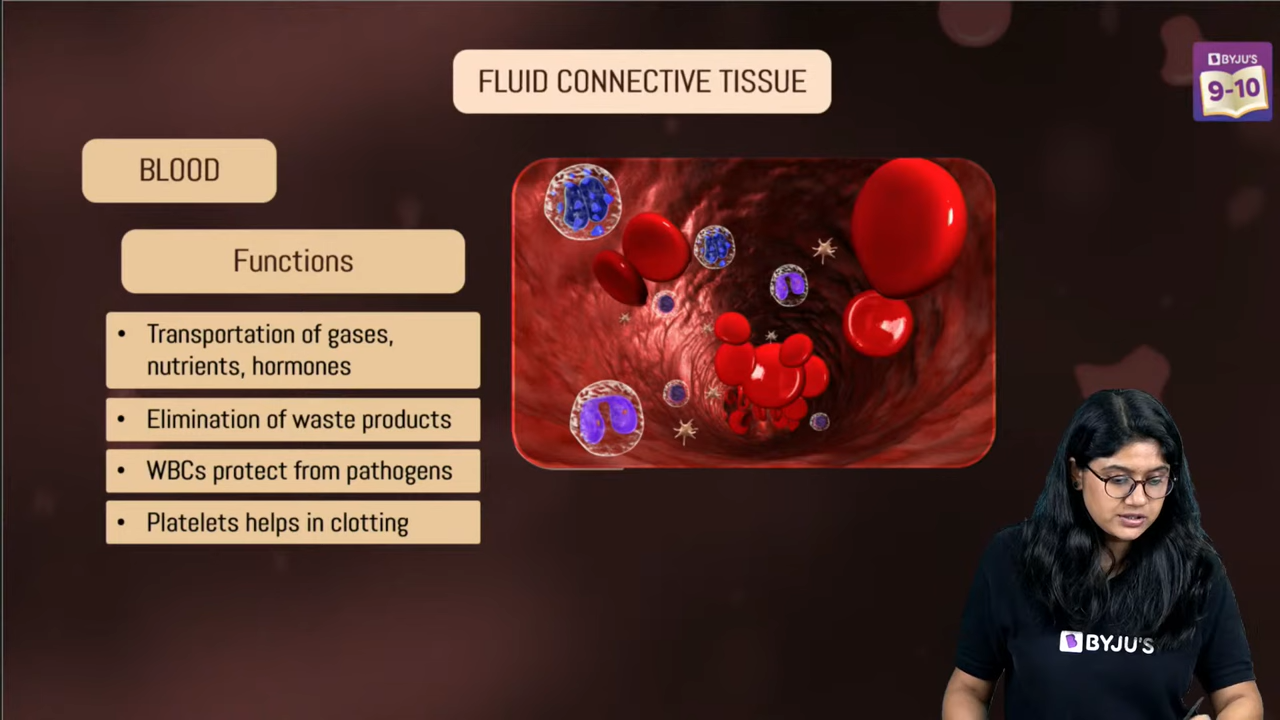 FLUID CONNECTIVE TISSUE
BYJU'S
9-10
BLOOD
Functions
• Transportation of gases,
nutrients, hormones
• Elimination of waste products
• WBCs protect from pathogens
• Platelets helps in clotting
BYJU'S